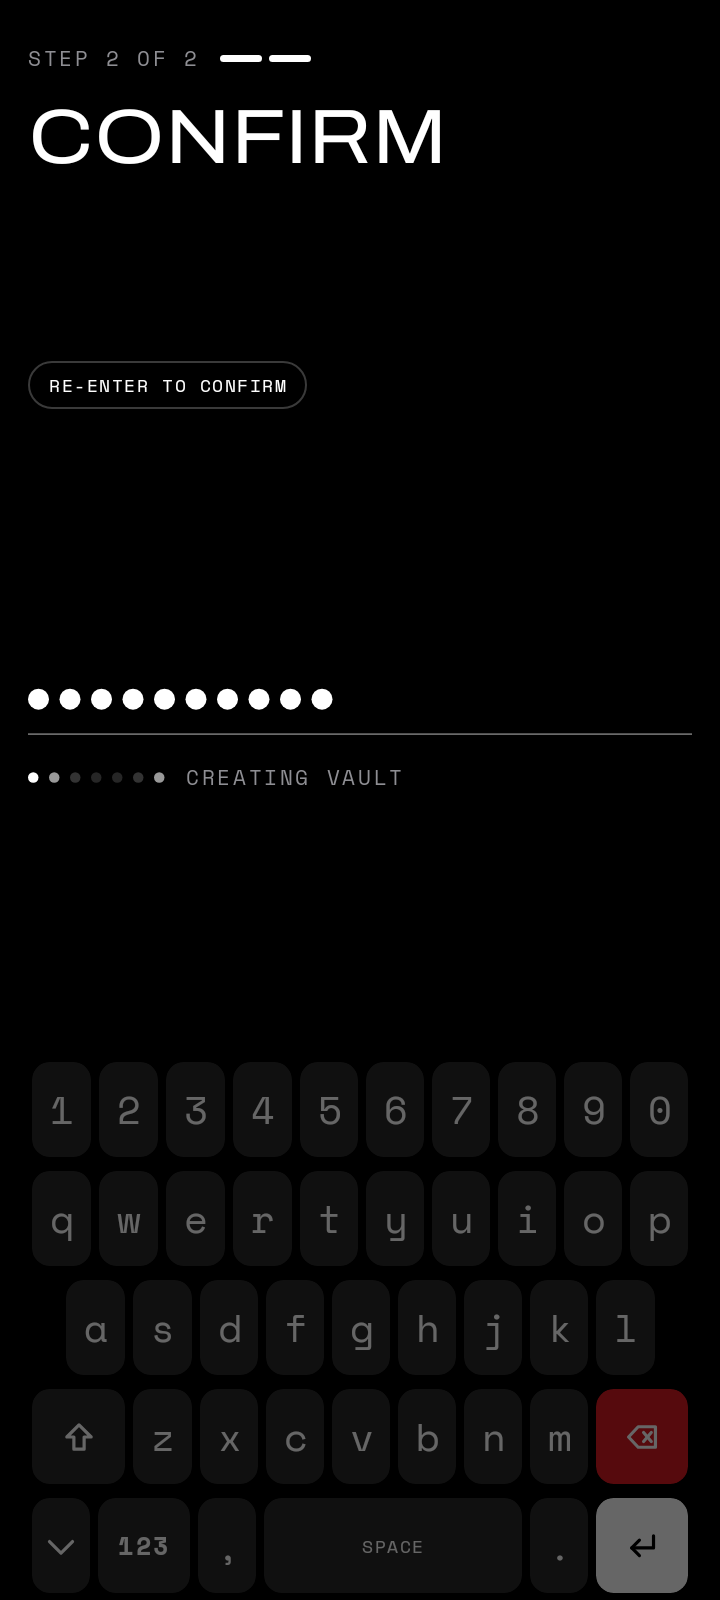 STEP 2 OF 2
CONFIRM
RE-ENTER TO CONFIRM
CREATING VAULT
1 2 3 4 5 6 7 8 9 0
q w e r t y u i o p
a s d f g h j k l
z x c v b n m
123 , SPACE .